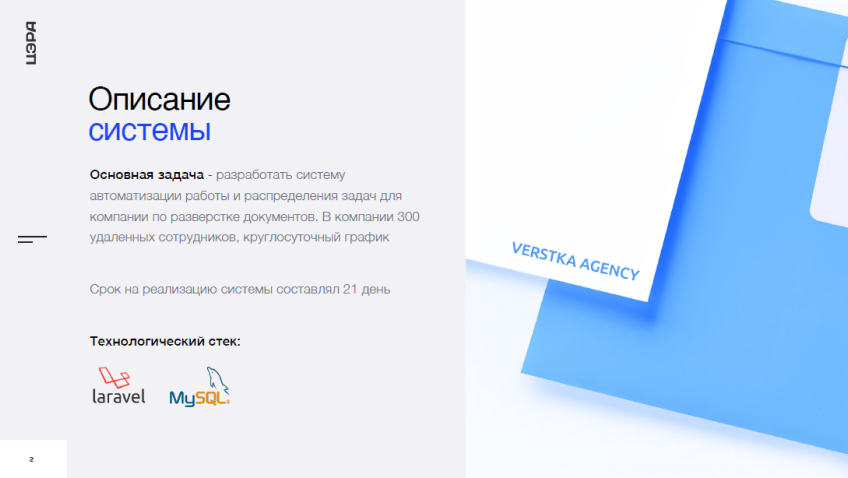 ЦЭРА
Описание
системы
Основная задача - разработать систему
автоматизации работы и распределения задач для
компании по разверстке документов. В компании 300
удаленных сотрудников, круглосуточный график
Срок на реализацию системы составлял 21 день
Технологический стек:
laravel
MySQL®
VERSTKA AGENCY
2